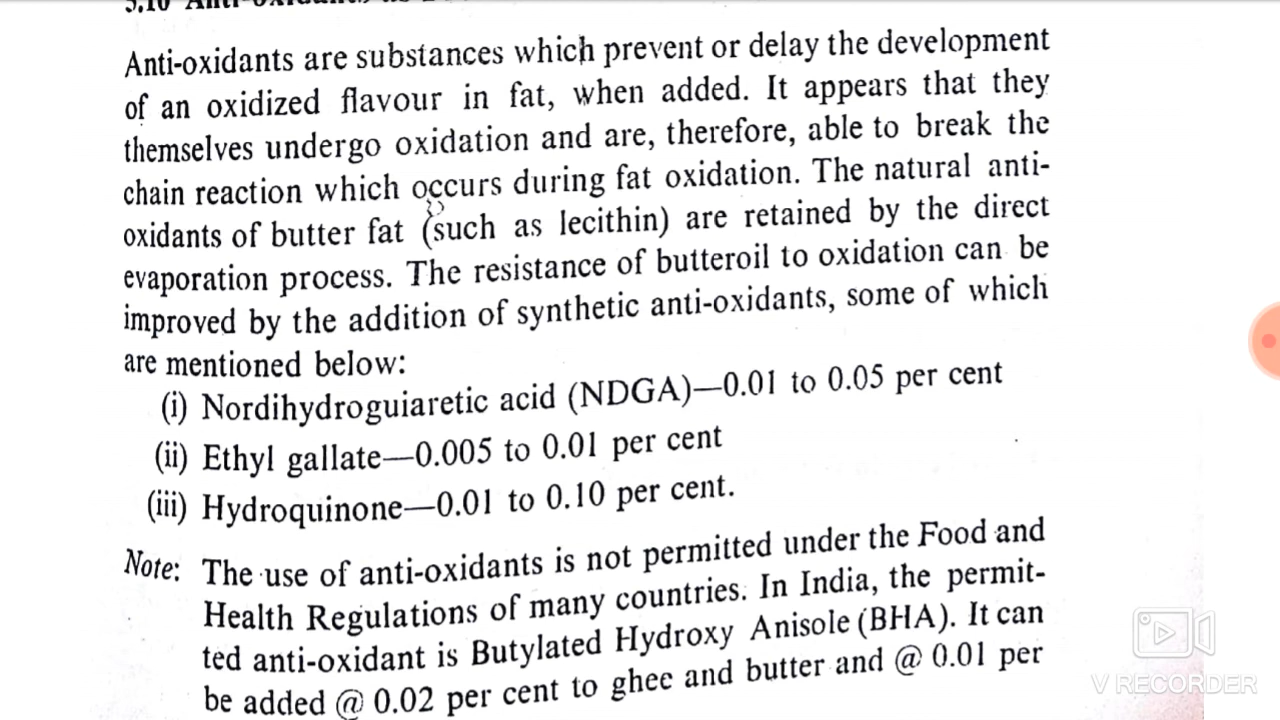 5.10 Anti-oxidants as
Anti-oxidants are substances which prevent or delay the development
of an oxidized flavour in fat, when added. It appears that they
themselves undergo oxidation and are, therefore, able to break the
chain reaction which occurs during fat oxidation. The natural anti-
oxidants of butter fat (such as lecithin) are retained by the direct
evaporation process. The resistance of butteroil to oxidation can be
improved by the addition of synthetic anti-oxidants, some of which
are mentioned below:
(i) Nordihydroguiaretic acid (NDGA)—0.01 to 0.05 per cent
(ii) Ethyl gallate—0.005 to 0.01 per cent
(iii) Hydroquinone—0.01 to 0.10 per cent.
Note: The use of anti-oxidants is not permitted under the Food and
Health Regulations of many countries. In India, the permit-
ted anti-oxidant is Butylated Hydroxy Anisole (BHA). It can
be added @ 0.02 per cent to ghee and butter and @ 0.01 per
V RECORDER